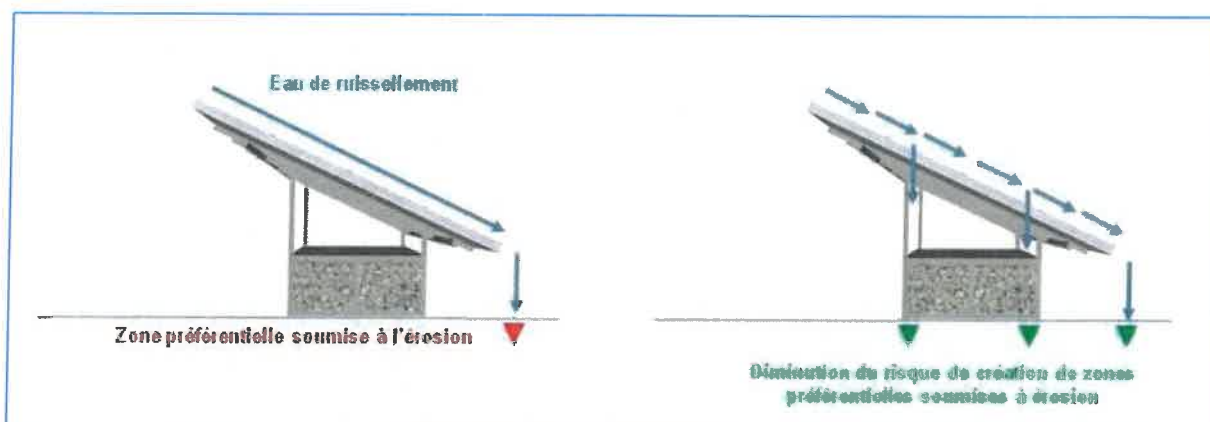 Eau de ruissellement
Zone préférentielle soumise à l'érosion
Diminution du risque de création de zones
préférentielles soumises à érosion